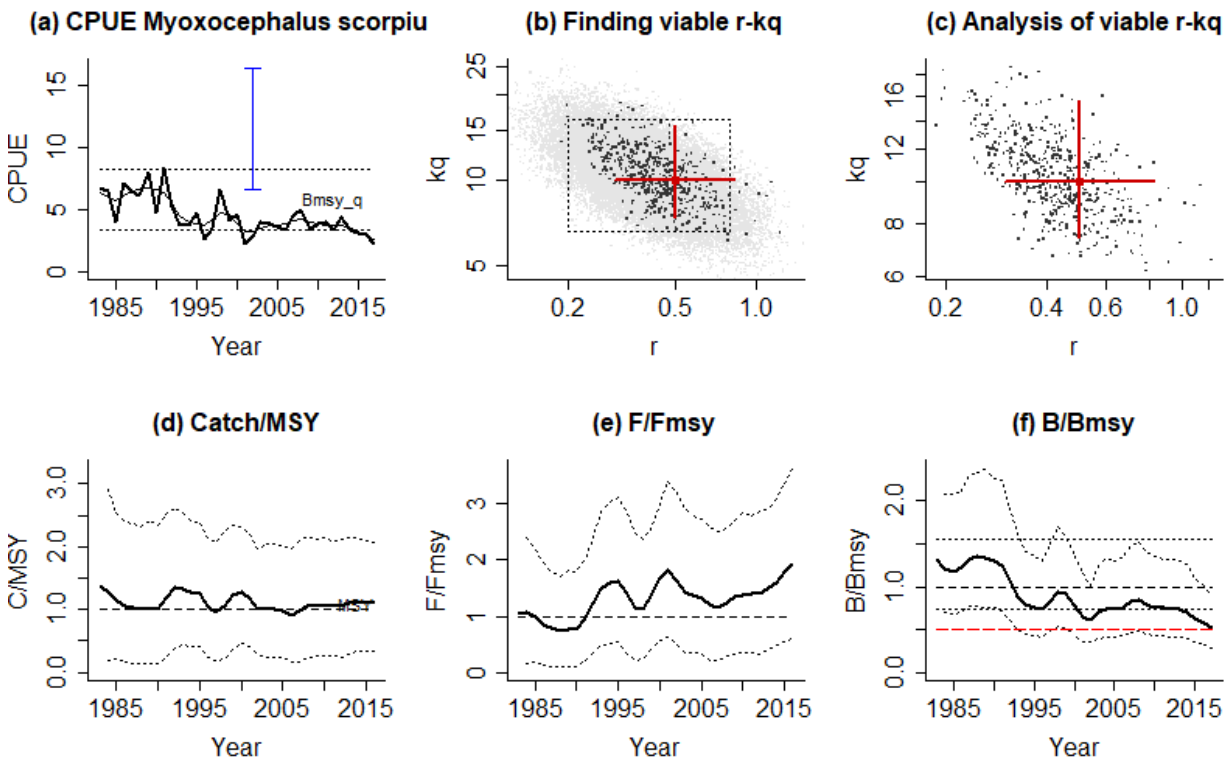 (a) CPUE Myoxocephalus scorpiu
(b) Finding viable r-kq
(c) Analysis of viable r-kq
CPUE
15
10
5
0
Bmsy_q
1985 1995 2005 2015
Year
kq
25
15
10
5
0.2 0.5 1.0
r
kq
16
12
10
8
6
0.2 0.4 0.6 1.0
r
(d) Catch/MSY
(e) F/Fmsy
(f) B/Bmsy
C/MSY
3.0
2.0
1.0
0.0
MSY
1985 1995 2005 2015
Year
F/Fmsy
3
2
1
0
1985 1995 2005 2015
Year
B/Bmsy
2.0
1.0
0.0
1985 1995 2005 2015
Year